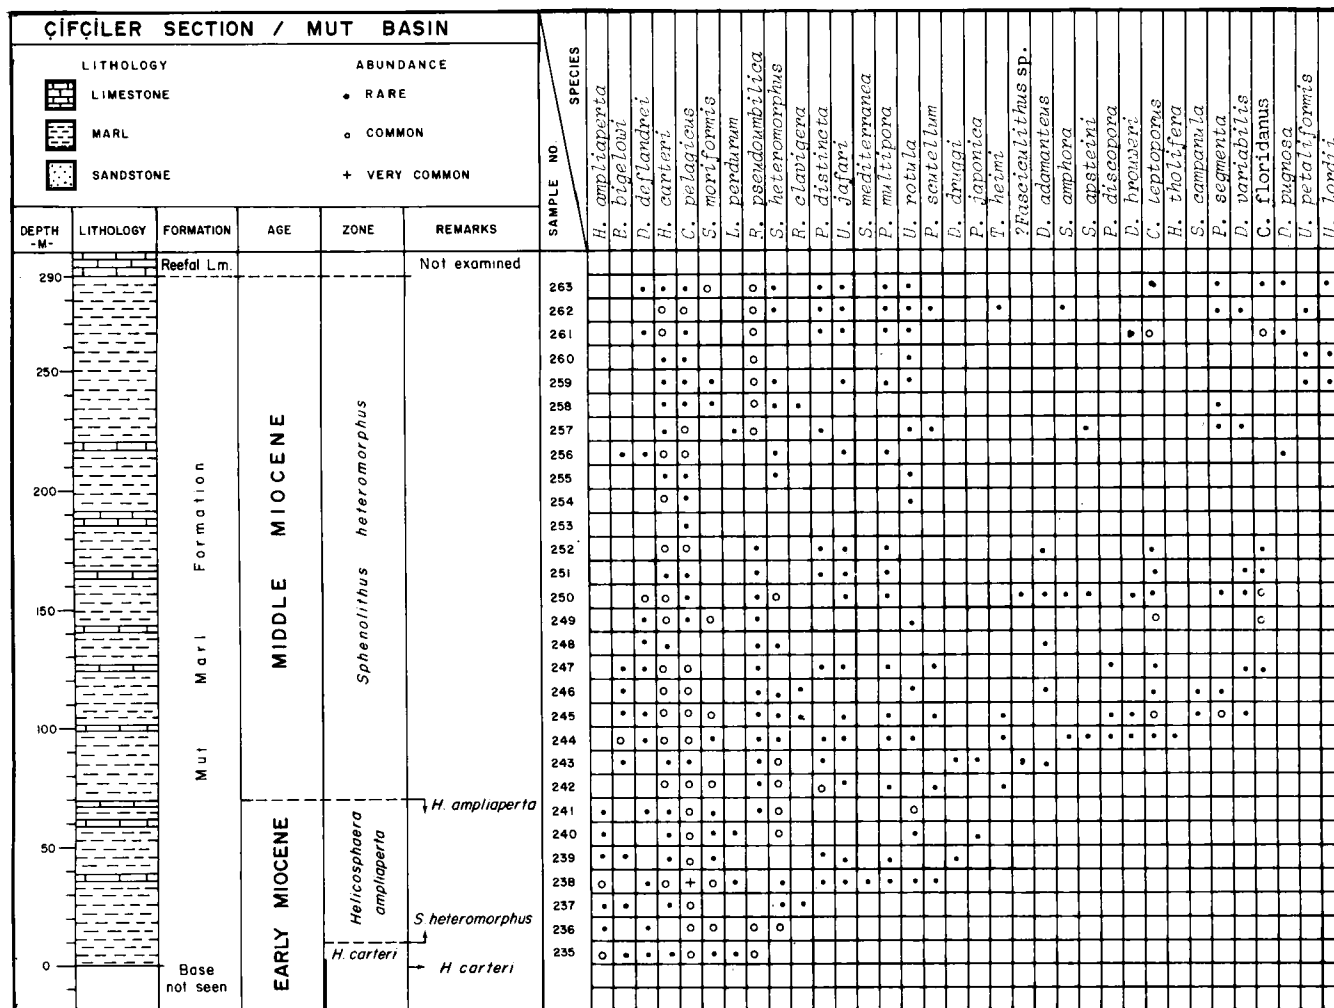 ÇİFÇİLER SECTION / MUT BASIN
LITHOLOGY
LIMESTONE
MARL
SANDSTONE
ABUNDANCE
RARE
COMMON
VERY COMMON
SPECIES
SAMPLE NO.
H. ampliaperta
B. bigelowi
D. deflandrei
H. carteri
C. pelagicus
S. moriformis
L. perdurum
R. pseudoumbilica
S. heteromorphus
R. clavigera
P. distincta
U. jafari
S. mediterranea
P. multipora
U. rotula
P. scutellum
D. druggi
P. japonica
T. heimi
?Fasciculithus sp.
D. adamanteus
S. amphora
S. apsteini
P. discopora
D. brouweri
C. leptoporus
H. tholifera
S. campanula
P. segmenta
D. variabilis
C. floridanus
D. pugnosa
U. petaliformis
U. lordii
DEPTH -M-
LITHOLOGY
FORMATION
AGE
ZONE
REMARKS
Reefal Lm.
Not examined
290
250
200
150
100
50
0
Mut Marl Formation
Base not seen
MIDDLE MIOCENE
EARLY MIOCENE
Sphenolithus heteromorphus
Helicosphaera ampliaperta
H. carteri
H. ampliaperta
S. heteromorphus
H carteri
263
262
261
260
259
258
257
256
255
254
253
252
251
250
249
248
247
246
245
244
243
242
241
240
239
238
237
236
235